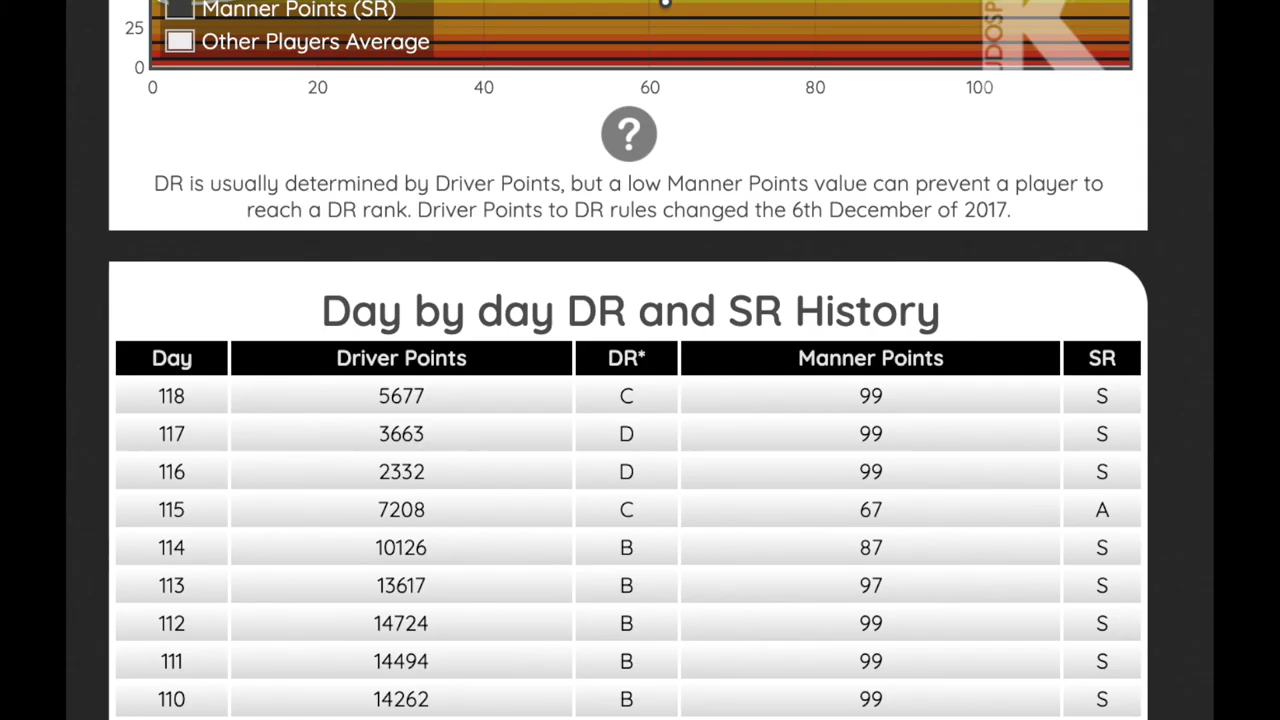 Manner Points (SR)
25
Other Players Average
0
0 20 40 60 80 100
?
DR is usually determined by Driver Points, but a low Manner Points value can prevent a player to
reach a DR rank. Driver Points to DR rules changed the 6th December of 2017.
Day by day DR and SR History
Day Driver Points DR* Manner Points SR
118 5677 C 99 S
117 3663 D 99 S
116 2332 D 99 S
115 7208 C 67 A
114 10126 B 87 S
113 13617 B 97 S
112 14724 B 99 S
111 14494 B 99 S
110 14262 B 99 S